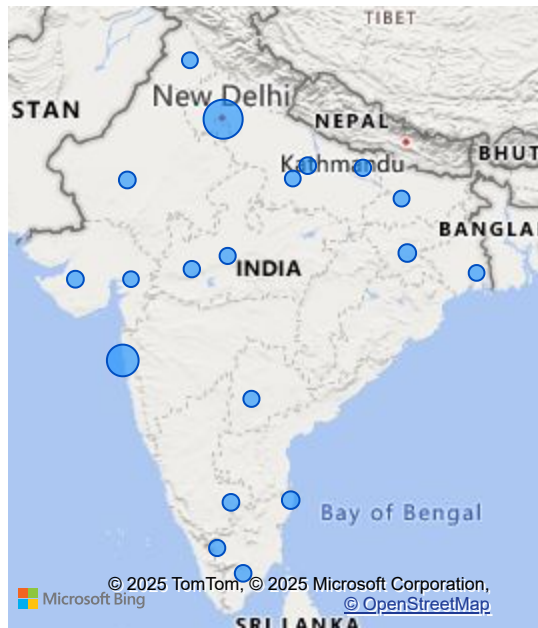 TIBET
New Delhi
STAN
NEPAL
BHUT
Kathmandu
BANGLA
INDIA
Bay of Bengal
© 2025 TomTom, © 2025 Microsoft Corporation,
Microsoft Bing
© OpenStreetMap
SRI LANKA